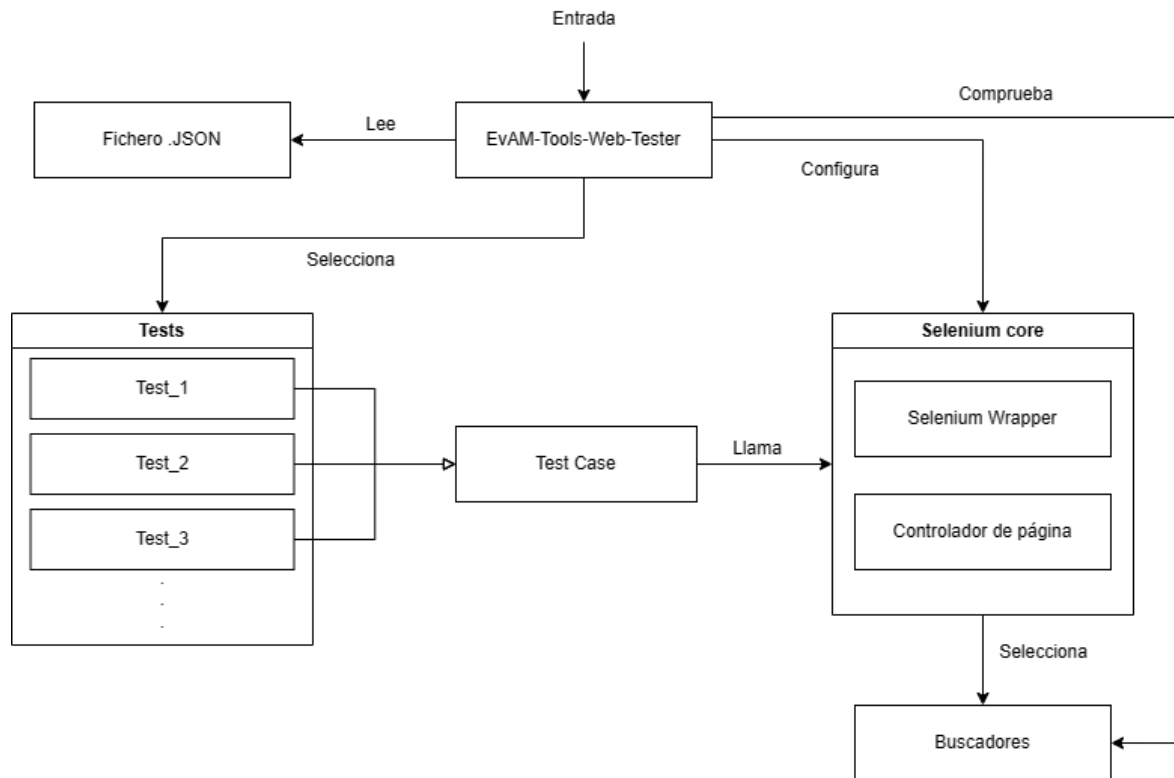 Entrada
Comprueba
Fichero .JSON
Lee
EvAM-Tools-Web-Tester
Configura
Selecciona
Tests
Test_1
Test_2
Test_3
.
.
.
Test Case
Llama
Selenium core
Selenium Wrapper
Controlador de página
Selecciona
Buscadores